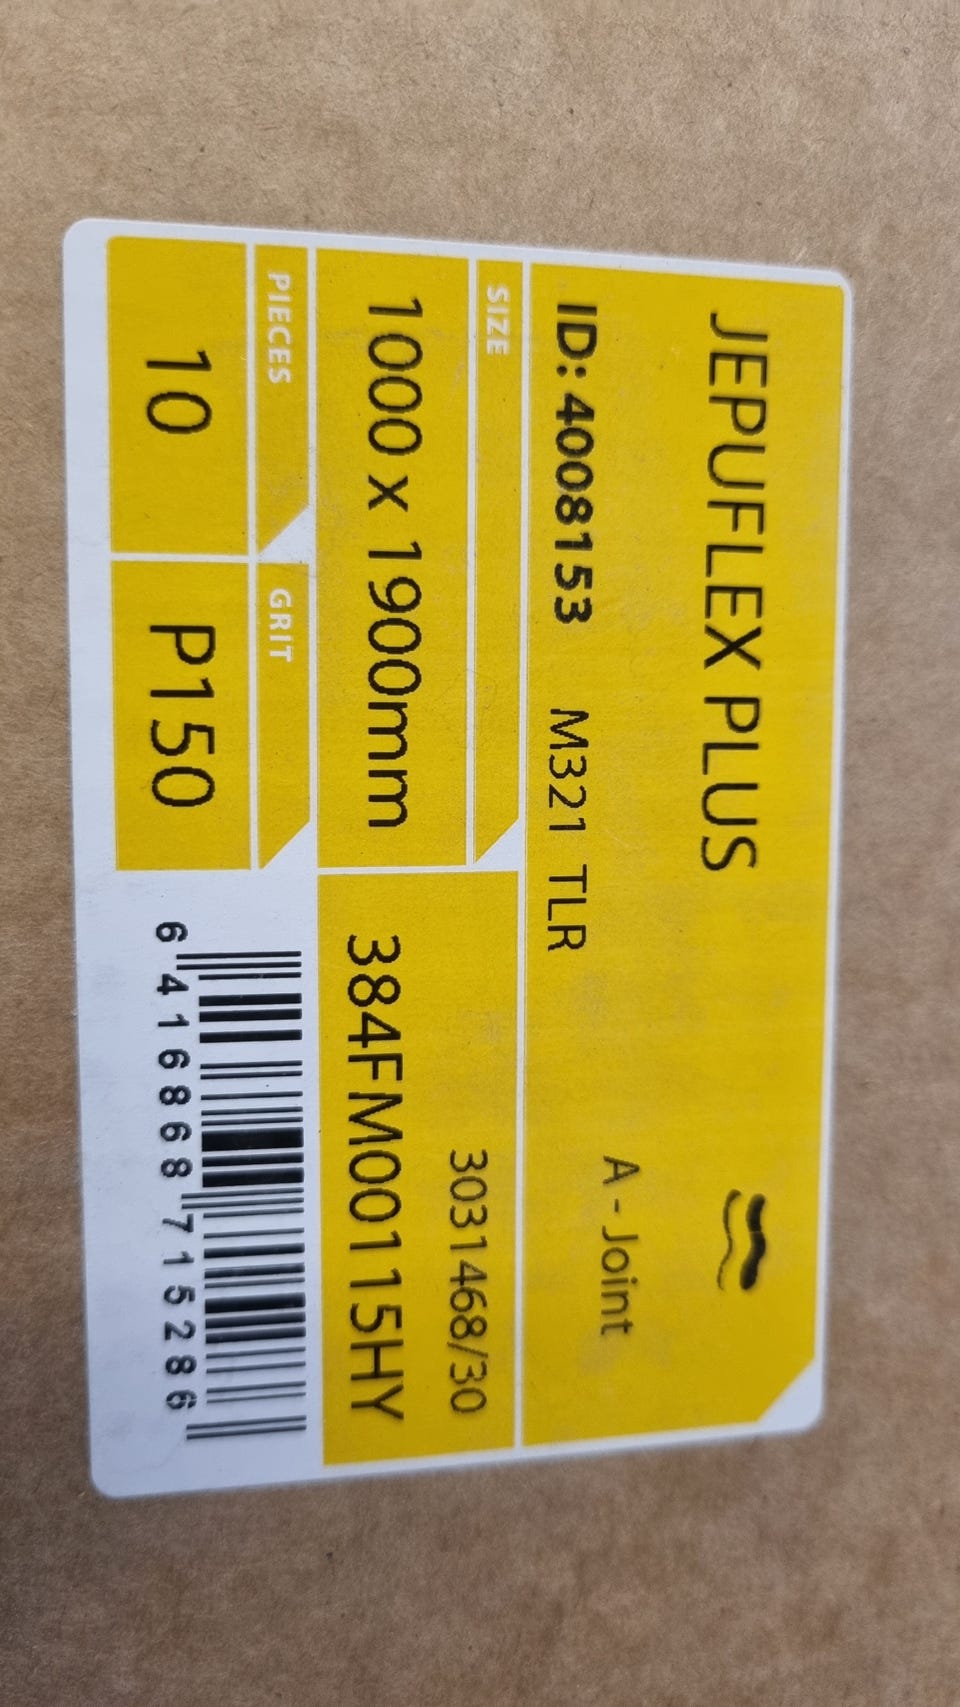 JEPUFLEX PLUS
A - Joint
ID: 4008153 M321 TLR
SIZE
1000 x 1900mm
3031468/30
384FM00115HY
PIECES
10
GRIT
P150
6 416868 715286